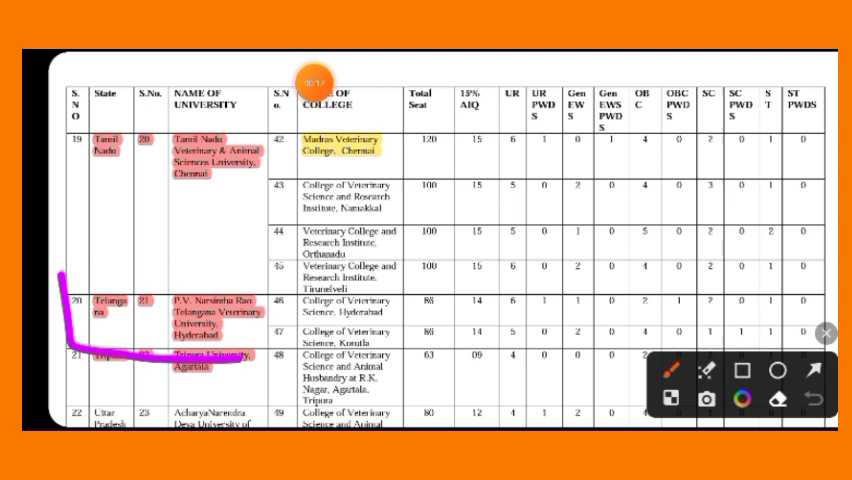 S. N O State S.No. NAME OF UNIVERSITY S.N o. E OF COLLEGE Total Seat 15% AIQ UR UR PWD S Gen EW S Gen EWS PWD S OB C OBC PWD S SC SC PWD S S T ST PWDS
00:17
19 Tamil Nadu 20 Tamil Nadu Veterinary & Animal Sciences University, Chennai 42 Madras Veterinary College, Chennai 120 15 6 1 0 1 4 0 2 0 1 0
43 College of Veterinary Science and Research Institute, Namakkal 100 15 5 0 2 0 4 0 3 0 1 0
44 Veterinary College and Research Institute, Orthanadu 100 15 5 0 1 0 5 0 2 0 2 0
45 Veterinary College and Research Institute, Tirunelveli 100 15 6 0 2 0 4 0 2 0 1 0
20 Telanga na 21 P.V. Narsimha Rao Telangana Veterinary University, Hyderabad 46 College of Veterinary Science, Hyderabad 86 14 6 1 1 0 2 1 2 0 1 0
47 College of Veterinary Science, Korutla 86 14 5 0 2 0 4 0 1 1 1 0
21 Tripura University, Agartala 48 College of Veterinary Science and Animal Husbandry at R.K. Nagar, Agartala, Tripura 63 09 4 0 0 0 2
22 Uttar Pradesh 23 AcharyaNarendra Deva University of 49 College of Veterinary Science and Animal 80 12 4 1 2 0 4